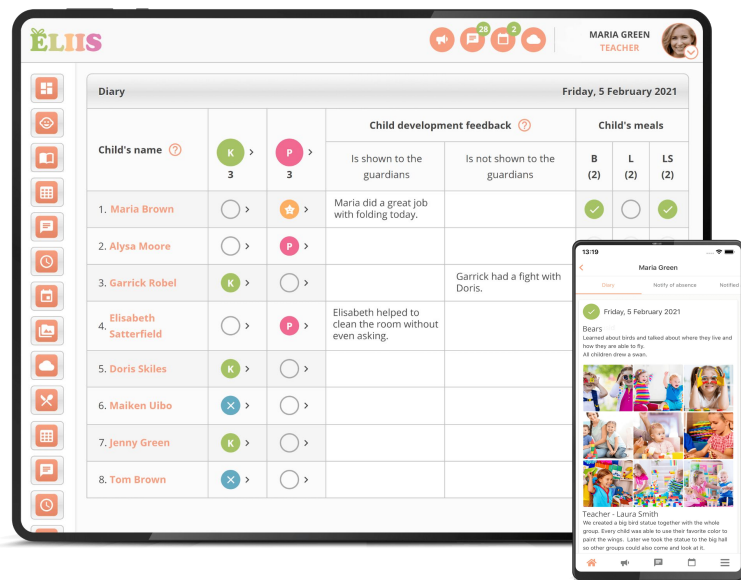 ĒLIIS
28
2
MARIA GREEN
TEACHER
Diary
Friday, 5 February 2021
Child's name ?
K
3
P
3
Child development feedback ?
Child's meals
Is shown to the
guardians
Is not shown to the
guardians
B
(2)
L
(2)
LS
(2)
1. Maria Brown
Maria did a great job
with folding today.
2. Alysa Moore
P
3. Garrick Robel
K
Garrick had a fight with
Doris.
4. Elisabeth
Satterfield
P
Elisabeth helped to
clean the room without
even asking.
5. Doris Skiles
K
6. Maiken Uibo
7. Jenny Green
K
8. Tom Brown
13:19
Maria Green
Diary
Notify of absence
Notified
Friday, 5 February 2021
Bears
Learned about birds and talked about where they live and
how they are able to fly.
All children drew a swan.
Teacher - Laura Smith
We created a big bird statue together with the whole
group. Every child was able to use their favorite color to
paint the wings. Later we took the statue to the big hall
so other groups could also come and look at it.